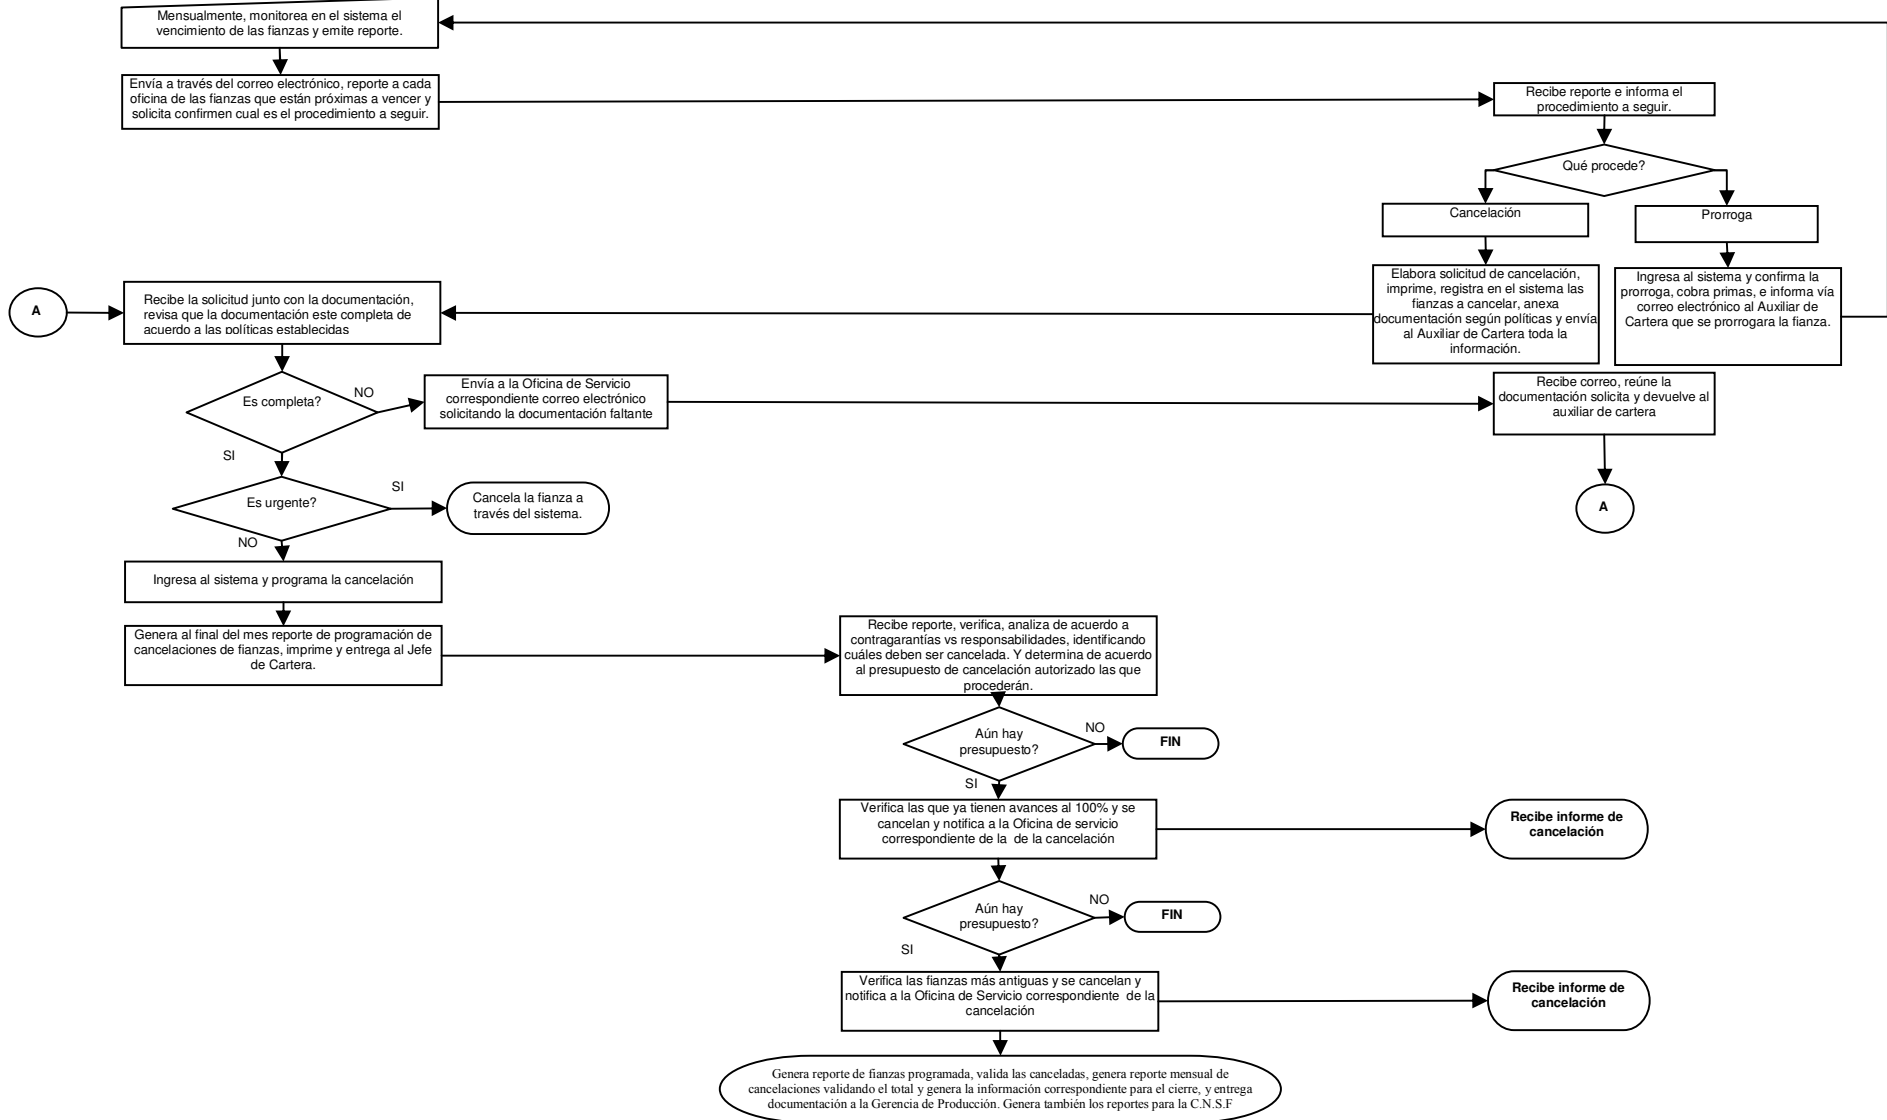 Mensualmente, monitorea en el sistema el
vencimiento de las fianzas y emite reporte.
Envía a través del correo electrónico, reporte a cada
oficina de las fianzas que están próximas a vencer y
solicita confirmen cual es el procedimiento a seguir.
Recibe reporte e informa el
procedimiento a seguir.
Qué procede?
Cancelación
Prorroga
Elabora solicitud de cancelación,
imprime, registra en el sistema las
fianzas a cancelar, anexa
documentación según políticas y envía
al Auxiliar de Cartera toda la
información.
Ingresa al sistema y confirma la
prorroga, cobra primas, e informa vía
correo electrónico al Auxiliar de
Cartera que se prorrogara la fianza.
A
Recibe la solicitud junto con la documentación,
revisa que la documentación este completa de
acuerdo a las políticas establecidas
Es completa?
NO
Envía a la Oficina de Servicio
correspondiente correo electrónico
solicitando la documentación faltante
Recibe correo, reúne la
documentación solicita y devuelve al
auxiliar de cartera
SI
Es urgente?
SI
Cancela la fianza a
través del sistema.
A
NO
Ingresa al sistema y programa la cancelación
Genera al final del mes reporte de programación de
cancelaciones de fianzas, imprime y entrega al Jefe
de Cartera.
Recibe reporte, verifica, analiza de acuerdo a
contragarantías vs responsabilidades, identificando
cuáles deben ser cancelada. Y determina de acuerdo
al presupuesto de cancelación autorizado las que
procederán.
Aún hay
presupuesto?
NO
FIN
SI
Verifica las que ya tienen avances al 100% y se
cancelan y notifica a la Oficina de servicio
correspondiente de la  de la cancelación
Recibe informe de
cancelación
Aún hay
presupuesto?
NO
FIN
SI
Verifica las fianzas más antiguas y se cancelan y
notifica a la Oficina de Servicio correspondiente  de la
cancelación
Recibe informe de
cancelación
Genera reporte de fianzas programada, valida las canceladas, genera reporte mensual de
cancelaciones validando el total y genera la información correspondiente para el cierre, y entrega
documentación a la Gerencia de Producción. Genera también los reportes para la C.N.S.F